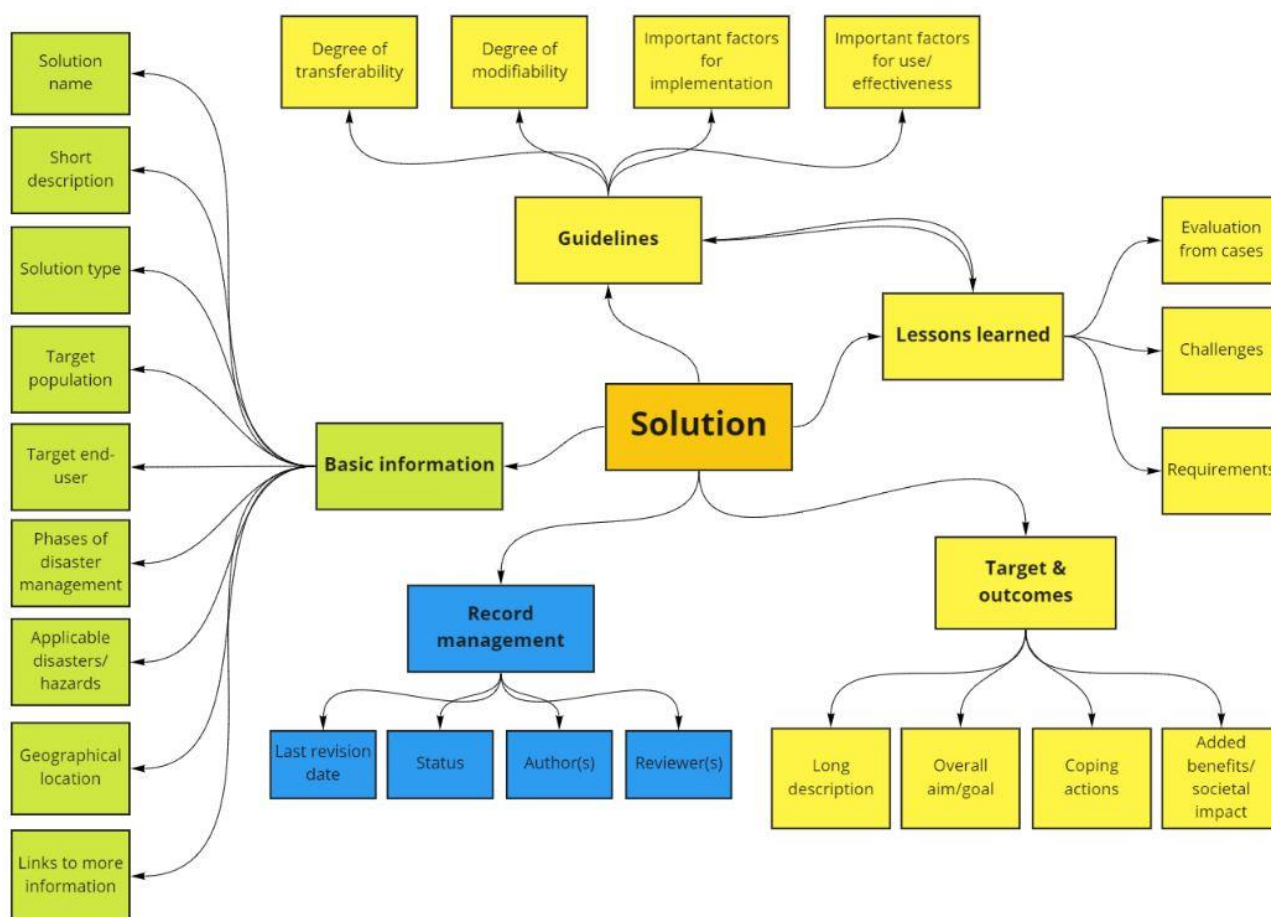 Solution
name
Short
description
Solution type
Target
population
Target end-
user
Phases of
disaster
management
Applicable
disasters/
hazards
Geographical
location
Links to more
information
Basic information
Degree of
transferability
Degree of
modifiability
Important factors
for
implementation
Important factors
for use/
effectiveness
Guidelines
Lessons learned
Evaluation
from cases
Challenges
Requirements
Solution
Record
management
Last revision
date
Status
Author(s)
Reviewer(s)
Target &
outcomes
Long
description
Overall
aim/goal
Coping
actions
Added
benefits/
societal
impact